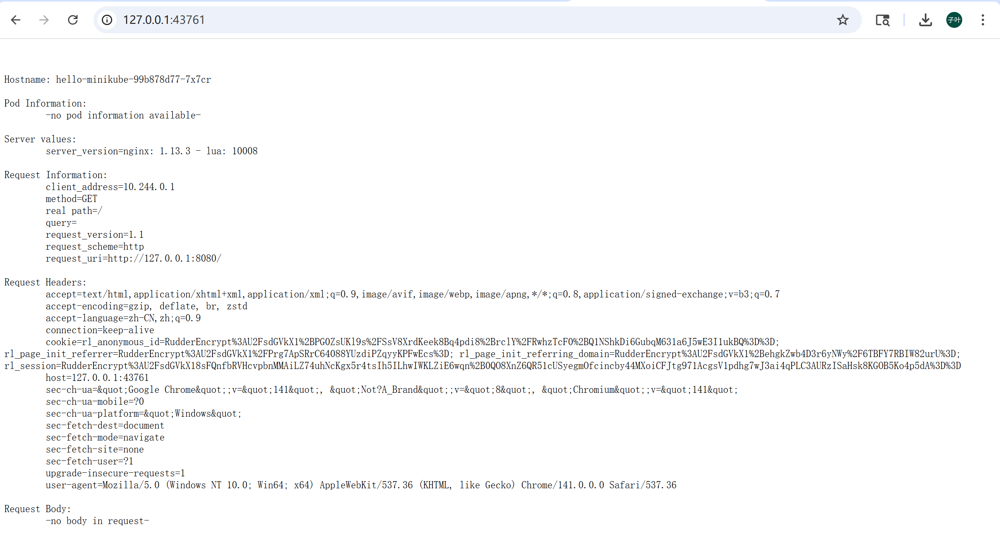 127.0.0.1:43761
子叶
Hostname: hello-minikube-99b878d77-7x7cr
Pod Information:
-no pod information available-
Server values:
server_version=nginx: 1.13.3 - lua: 10008
Request Information:
client_address=10.244.0.1
method=GET
real path=/
query=
request_version=1.1
request_scheme=http
request_uri=http://127.0.0.1:8080/
Request Headers:
accept=text/html,application/xhtml+xml,application/xml;q=0.9,image/avif,image/webp,image/apng,*/*;q=0.8,application/signed-exchange;v=b3;q=0.7
accept-encoding=gzip, deflate, br, zstd
accept-language=zh-CN,zh;q=0.9
connection=keep-alive
cookie=rl_anonymous_id=RudderEncrypt%3AU2FsdGVkX1%2BPG0ZsUKl9s%2FSsV8XrdKeek8Bq4pdi8%2BrclY%2FRwhzTcF0%2BQ1NShkDi6GubqM631a6J5wE3I1ukBQ%3D%3D;
rl_page_init_referrer=RudderEncrypt%3AU2FsdGVkX1%2FPrg7ApSRrC64088YUzdiPZqyyKPFwEcs%3D; rl_page_init_referring_domain=RudderEncrypt%3AU2FsdGVkX1%2BehgkZwb4D3r6yNWy%2F6TBFY7RBIW82urU%3D;
rl_session=RudderEncrypt%3AU2FsdGVkX18sFQnfbRVHcvpbnMMAiLZ74uhNcKgx5r4tsIh5ILhwIWKLZiE6wqn%2B0QO8XnZ6QR51cUSyegmOfcincby44MXoiCFJtg971AcgsV1pdhg7wJ3ai4qPLC3AURzISaHsk8KGOB5Ko4p5dA%3D%3D
host=127.0.0.1:43761
sec-ch-ua=&quot;Google Chrome&quot;;v=&quot;141&quot;, &quot;Not?A_Brand&quot;;v=&quot;8&quot;, &quot;Chromium&quot;;v=&quot;141&quot;
sec-ch-ua-mobile=?0
sec-ch-ua-platform=&quot;Windows&quot;
sec-fetch-dest=document
sec-fetch-mode=navigate
sec-fetch-site=none
sec-fetch-user=?1
upgrade-insecure-requests=1
user-agent=Mozilla/5.0 (Windows NT 10.0; Win64; x64) AppleWebKit/537.36 (KHTML, like Gecko) Chrome/141.0.0.0 Safari/537.36
Request Body:
-no body in request-